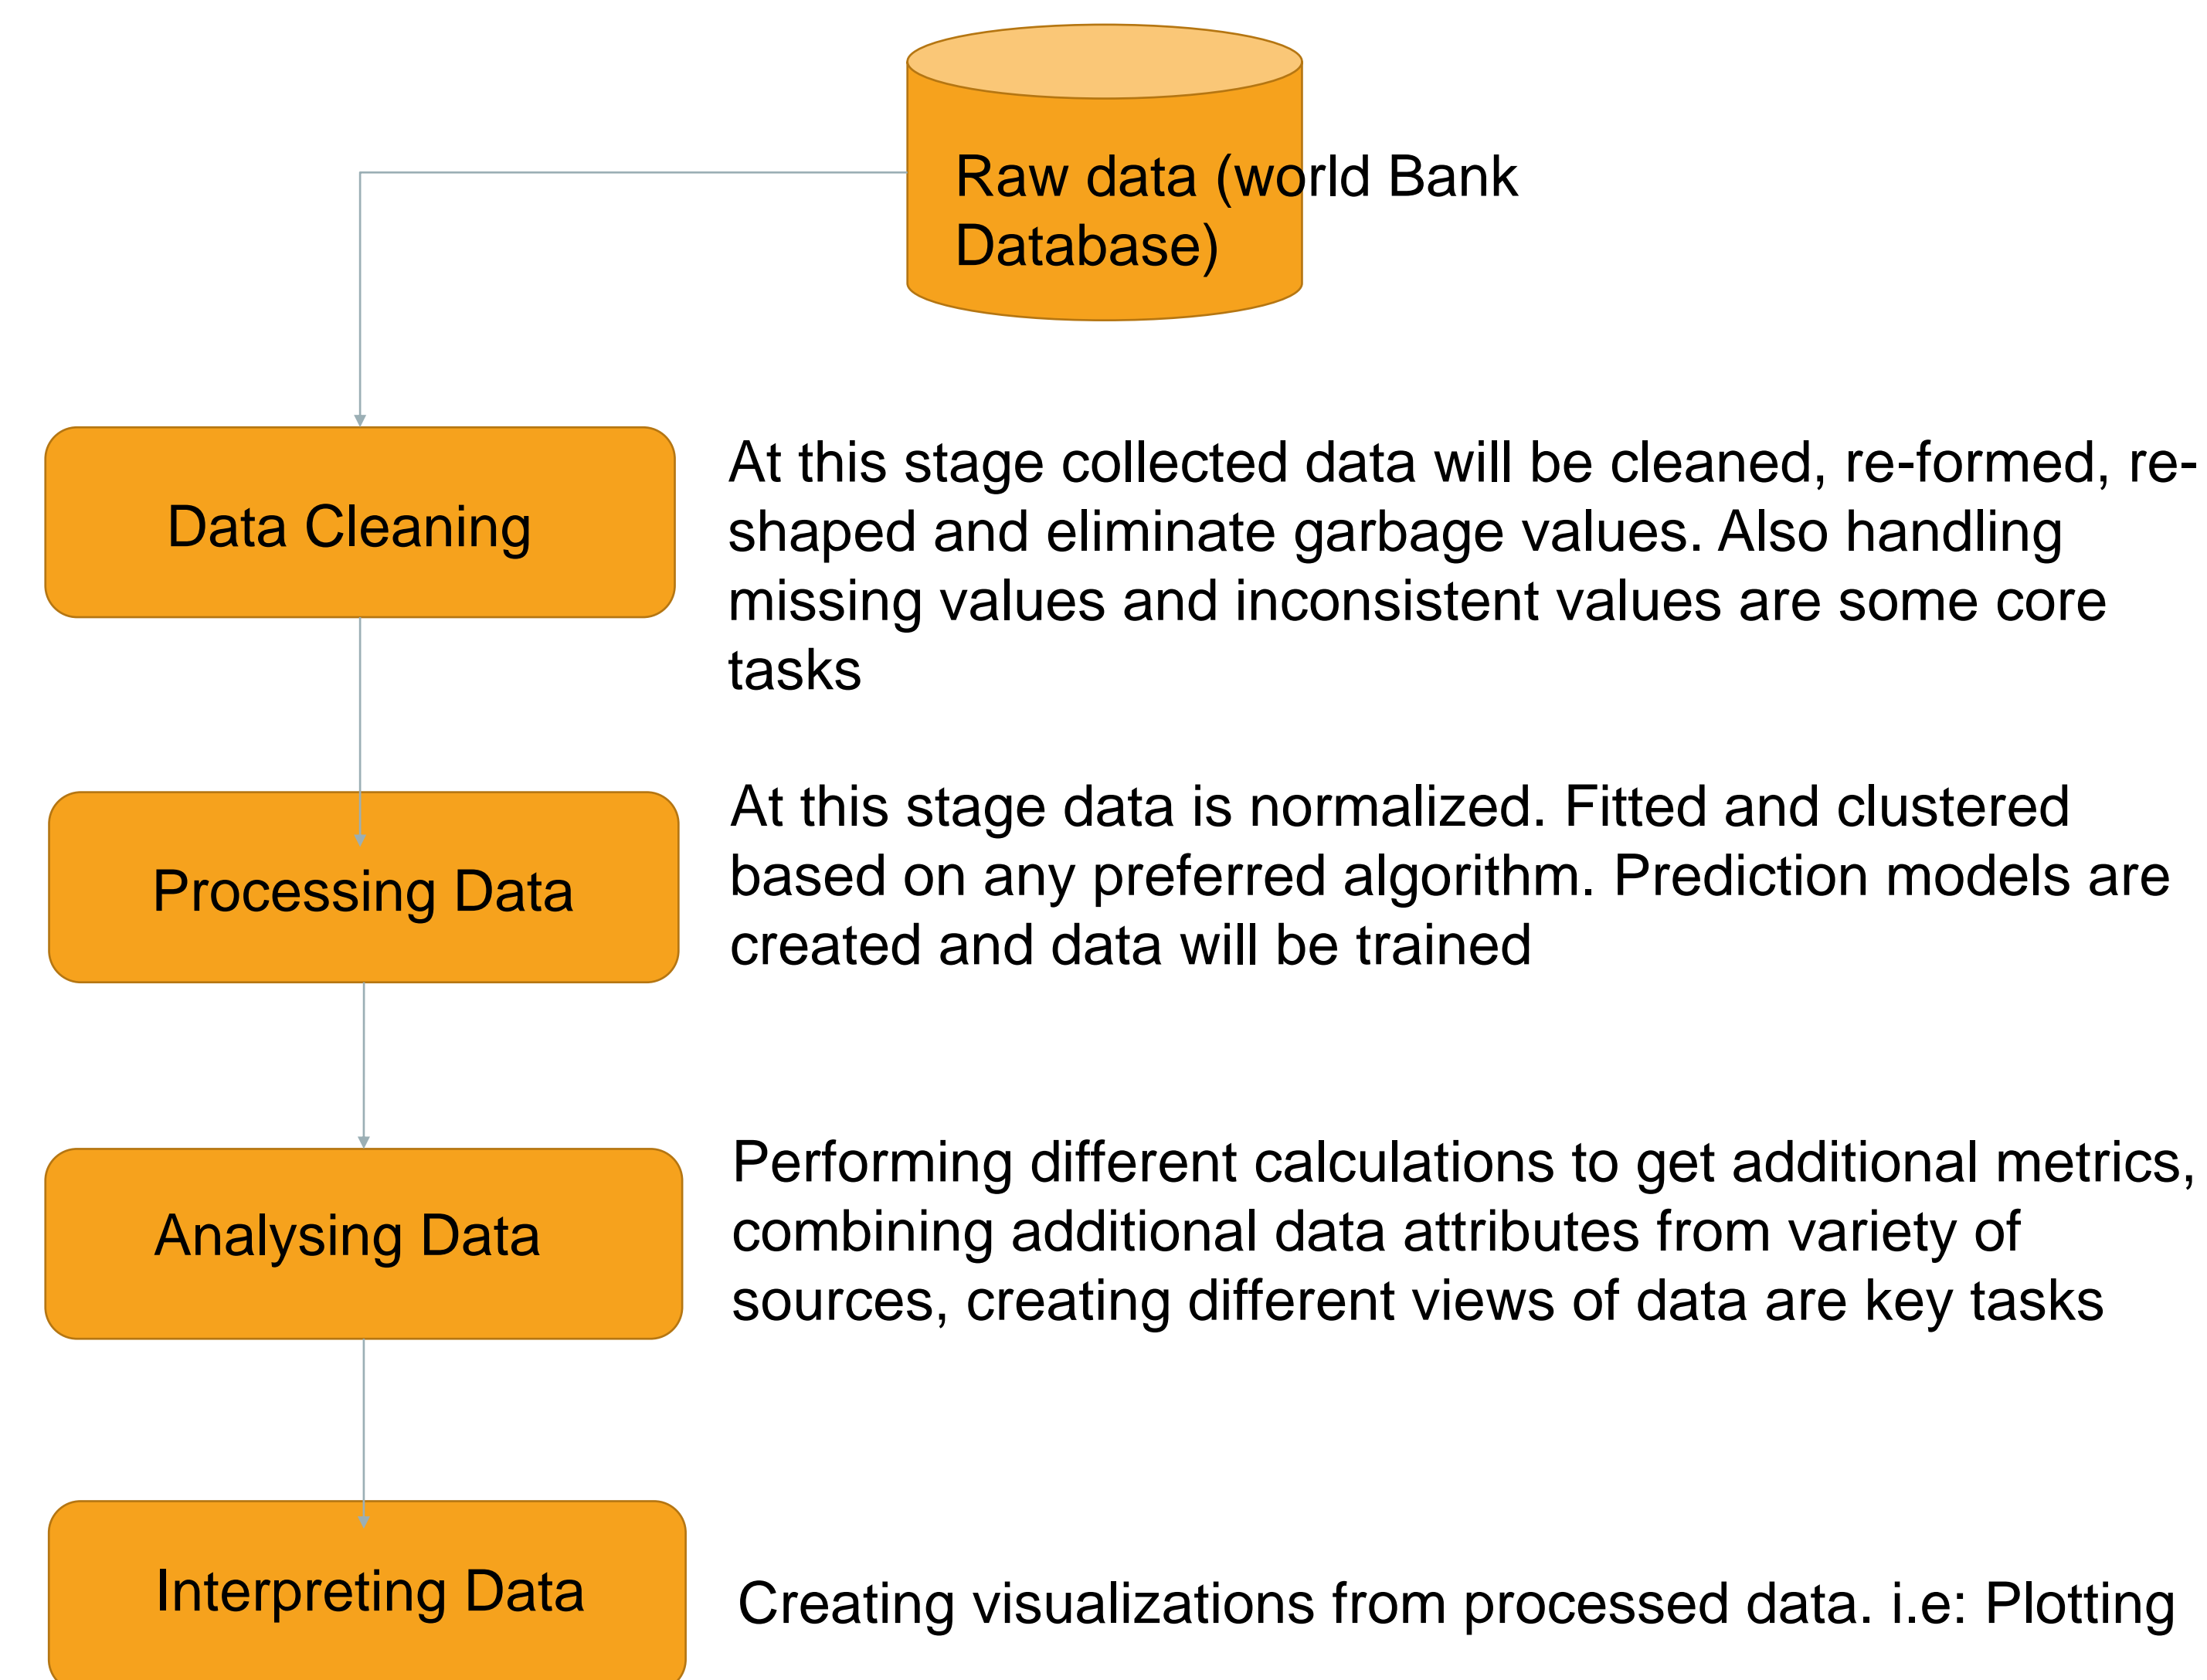 Raw data (world Bank
Database)
Data Cleaning
At this stage collected data will be cleaned, re-formed, re-
shaped and eliminate garbage values. Also handling
missing values and inconsistent values are some core
tasks
Processing Data
At this stage data is normalized. Fitted and clustered
based on any preferred algorithm. Prediction models are
created and data will be trained
Analysing Data
Performing different calculations to get additional metrics,
combining additional data attributes from variety of
sources, creating different views of data are key tasks
Interpreting Data
Creating visualizations from processed data. i.e: Plotting